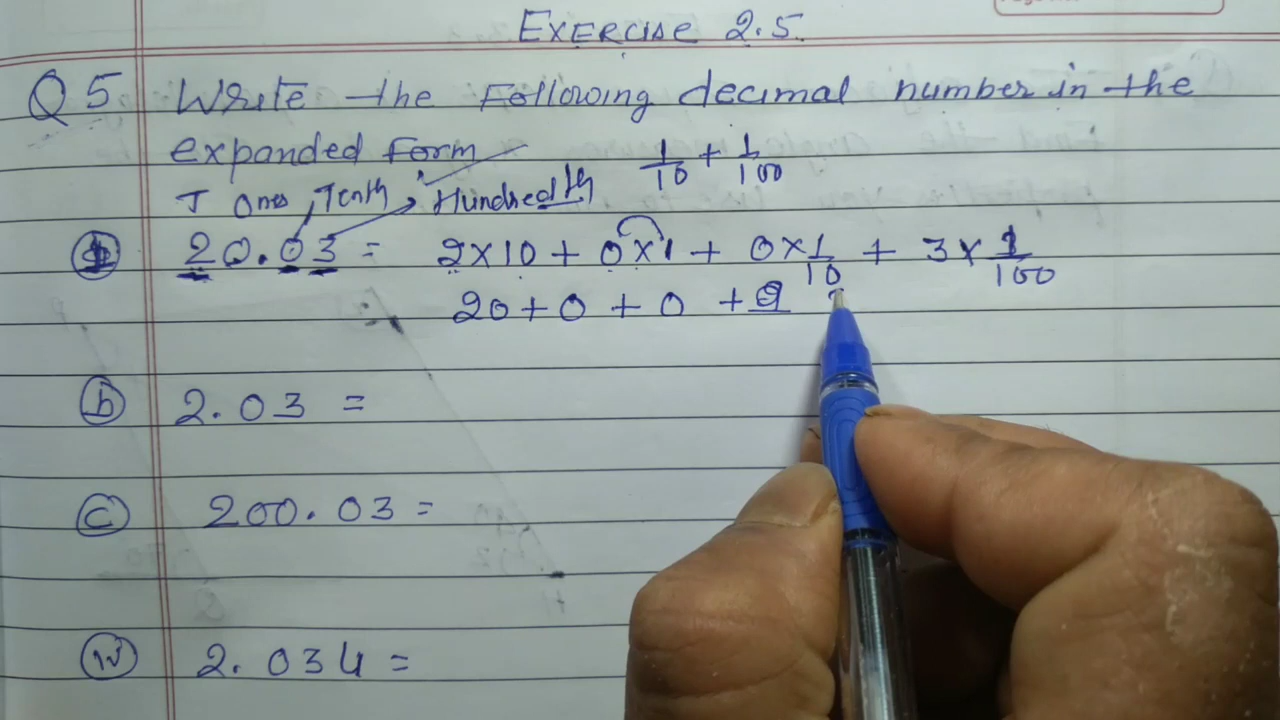 EXERCISE 2.5
Q5 Write the Following decimal number in the
expanded Form 1/10 + 1/100
T Ones, Tenth, Hundredth
20.03 = 2×10 + 0×1 + 0×1/10 + 3×1/100
20 + 0 + 0 +
(b) 2.03 =
(c) 200.03 =
(iv) 2.034 =